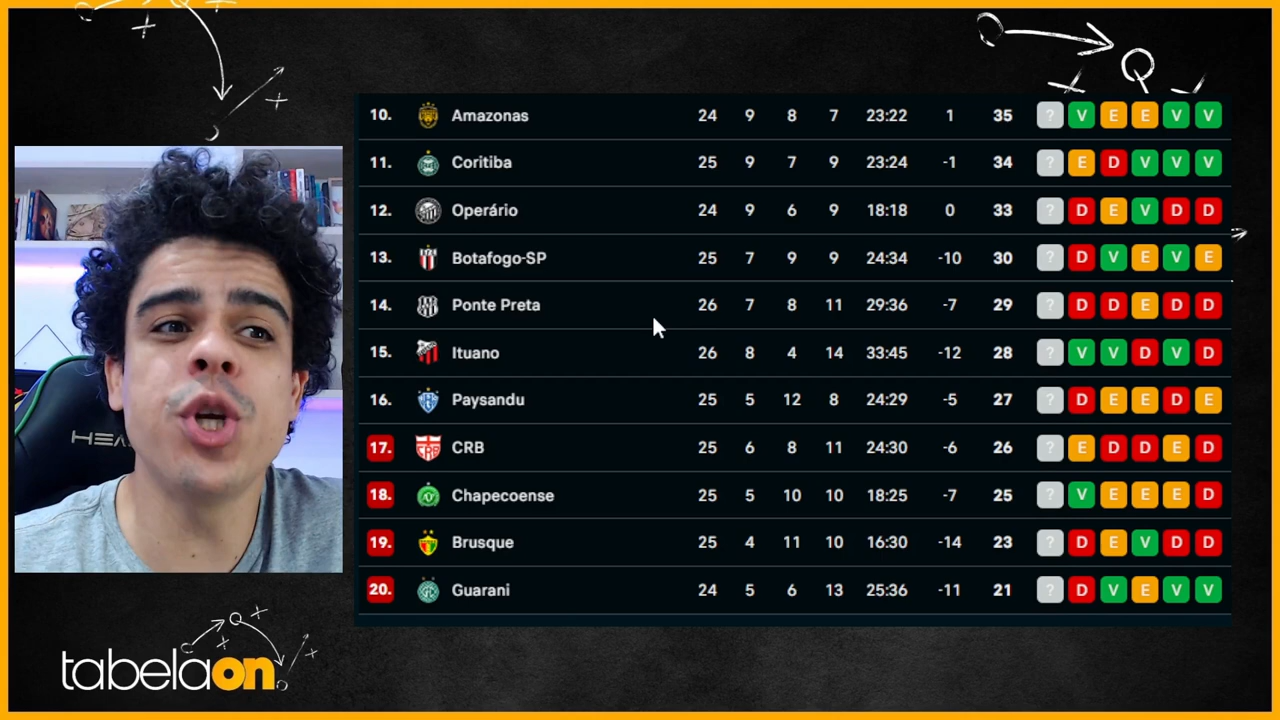 10. Amazonas 24 9 8 7 23:22 1 35 ? V E E V V
11. Coritiba 25 9 7 9 23:24 -1 34 ? E D V V V
12. Operário 24 9 6 9 18:18 0 33 ? D E V D D
13. Botafogo-SP 25 7 9 9 24:34 -10 30 ? D V E V E
14. Ponte Preta 26 7 8 11 29:36 -7 29 ? D D E D D
15. Ituano 26 8 4 14 33:45 -12 28 ? V V D V D
16. Paysandu 25 5 12 8 24:29 -5 27 ? D E E D E
17. CRB 25 6 8 11 24:30 -6 26 ? E D D E D
18. Chapecoense 25 5 10 10 18:25 -7 25 ? V E E E D
19. Brusque 25 4 11 10 16:30 -14 23 ? D E V D D
20. Guarani 24 5 6 13 25:36 -11 21 ? D V E V V
HEA
tabelaon